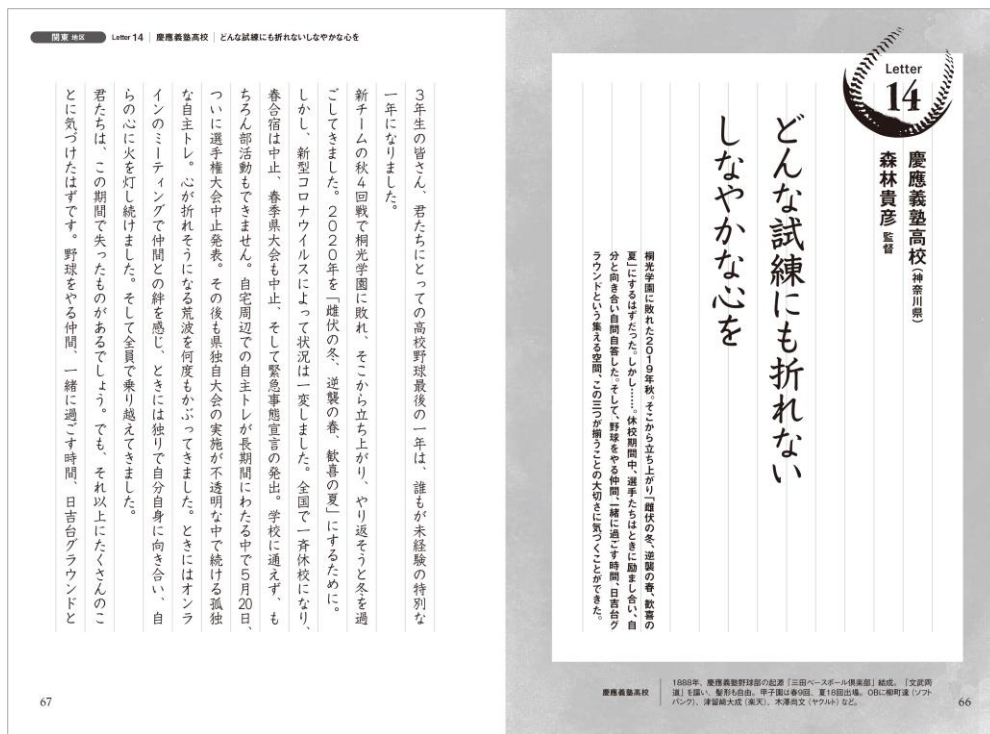 Letter
14
慶應義塾高校(神奈川県)
森林貴彦 監督
どんな試練にも折れない
しなやかな心を
桐光学園に敗れた2019年秋。そこから立ち上がり「雌伏の冬、逆襲の春、歓喜の
夏」にするはずだった。しかし……。休校期間中、選手たちはときに励まし合い、自
分と向き合い自問自答した。そして、野球をやる仲間、一緒に過ごす時間、日吉台グ
ラウンドという集える空間、この三つが揃うことの大切さに気づくことができた。
慶應義塾高校
1888年、慶應義塾野球部の起源「三田ベースボール倶楽部」結成。「文武両
道」を謳い、髪形も自由。甲子園は春9回、夏18回出場。OBに柳町達(ソフト
バンク)、津留﨑大成(楽天)、木澤尚文(ヤクルト)など。
66
関東 地区 Letter 14 慶應義塾高校 どんな試練にも折れないしなやかな心を
3年生の皆さん、君たちにとっての高校野球最後の一年は、誰もが未経験の特別な
一年になりました。
新チームの秋4回戦で桐光学園に敗れ、そこから立ち上がり、やり返そうと冬を過
ごしてきました。2020年を「雌伏の冬、逆襲の春、歓喜の夏」にするために。
しかし、新型コロナウイルスによって状況は一変しました。全国で一斉休校になり、
春合宿は中止、春季県大会も中止、そして緊急事態宣言の発出。学校に通えず、も
ちろん部活動もできません。自宅周辺での自主トレが長期間にわたる中で5月20日、
ついに選手権大会中止発表。その後も県独自大会の実施が不透明な中で続ける孤独
な自主トレ。心が折れそうになる荒波を何度もかぶってきました。ときにはオンラ
インのミーティングで仲間との絆を感じ、ときには独りで自分自身に向き合い、自
らの心に火を灯し続けました。そして全員で乗り越えてきました。
君たちは、この期間で失ったものがあるでしょう。でも、それ以上にたくさんのこ
とに気づけたはずです。野球をやる仲間、一緒に過ごす時間、日吉台グラウンドと
67